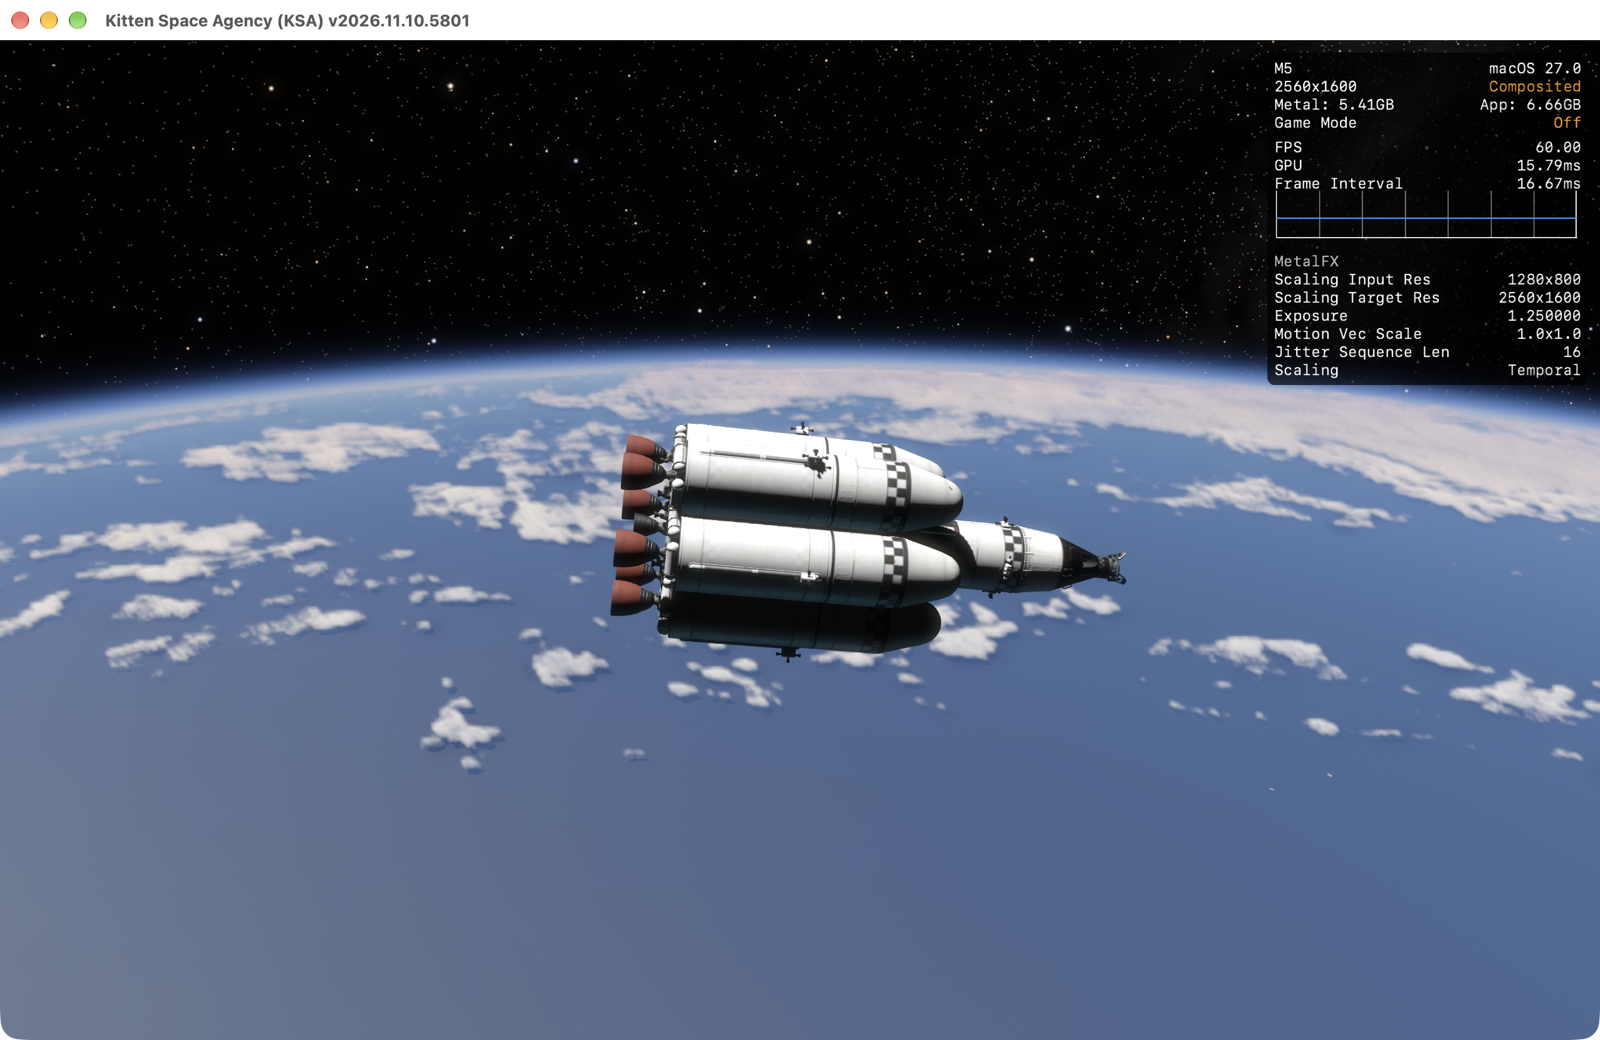 Kitten Space Agency (KSA) v2026.11.10.5801
M5 macOS 27.0
2560x1600 Composited
Metal: 5.41GB App: 6.66GB
Game Mode Off
FPS 60.00
GPU 15.79ms
Frame Interval 16.67ms
MetalFX
Scaling Input Res 1280x800
Scaling Target Res 2560x1600
Exposure 1.250000
Motion Vec Scale 1.0x1.0
Jitter Sequence Len 16
Scaling Temporal